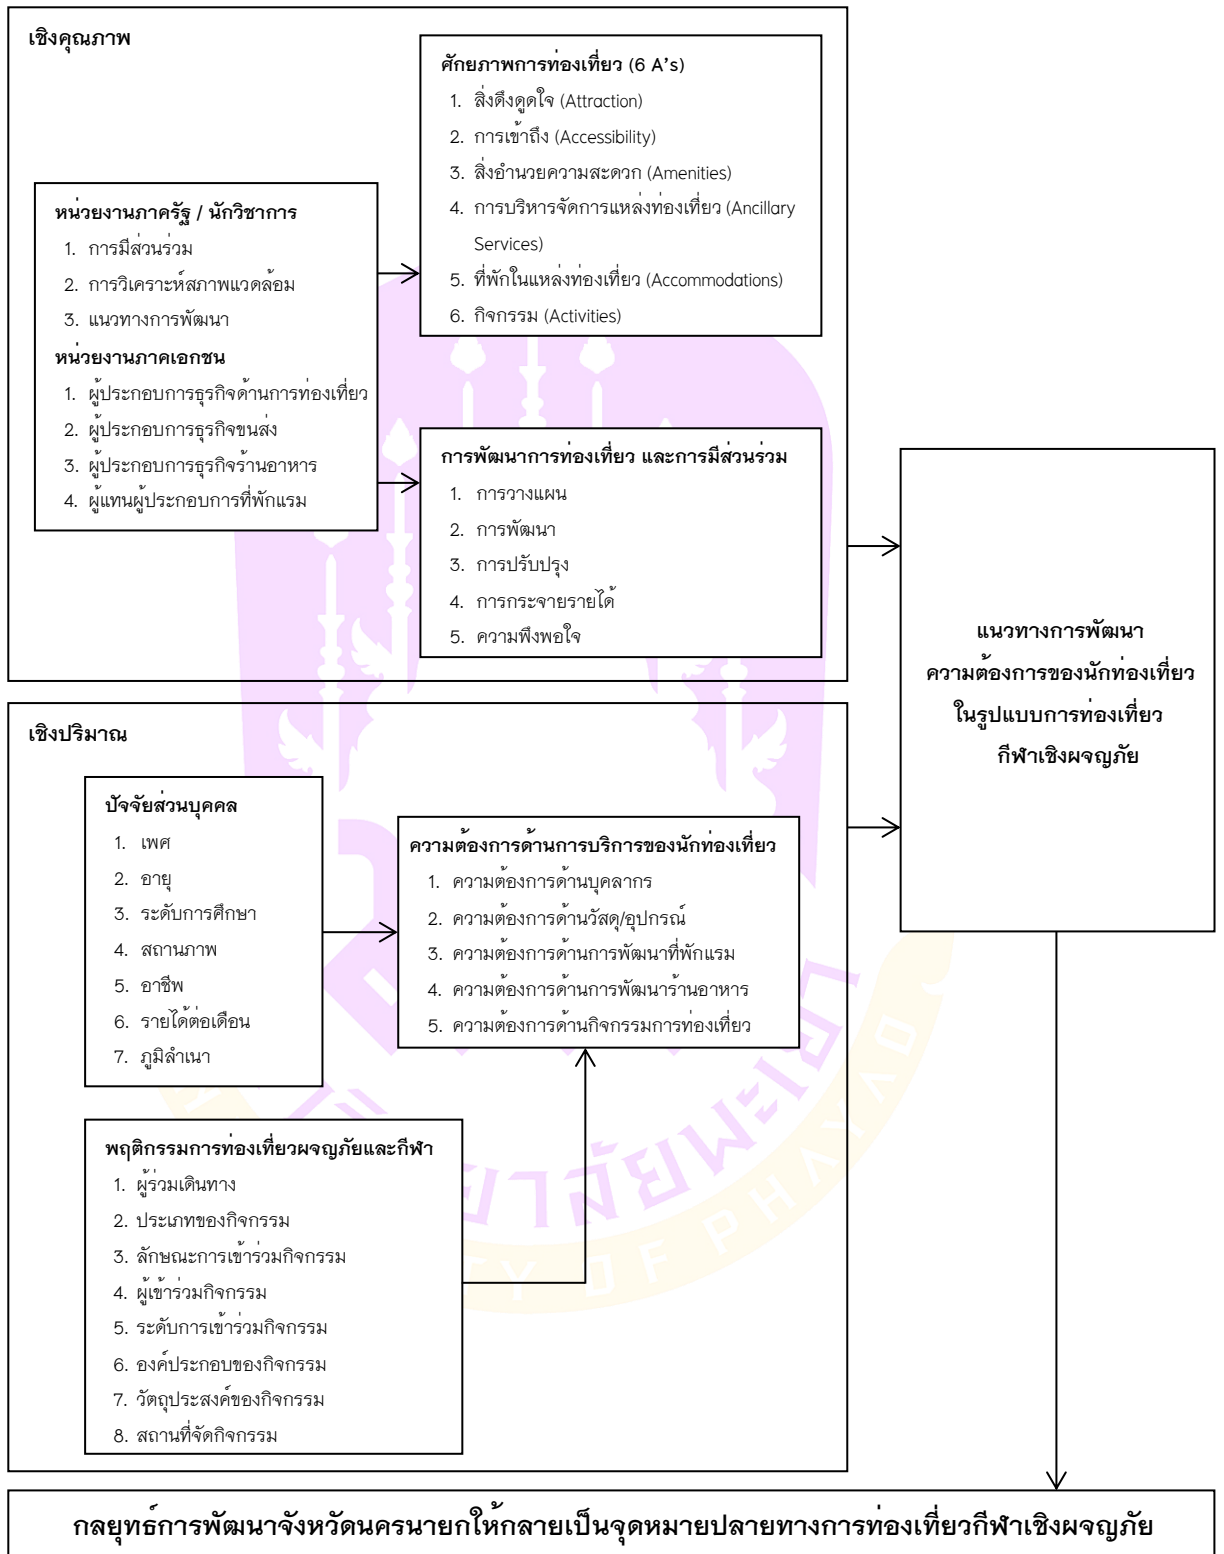 เชิงคุณภาพ
ศักยภาพการท่องเที่ยว (6 A's)
1. สิ่งดึงดูดใจ (Attraction)
2. การเข้าถึง (Accessibility)
3. สิ่งอำนวยความสะดวก (Amenities)
4. การบริหารจัดการแหล่งท่องเที่ยว (Ancillary
Services)
5. ที่พักในแหล่งท่องเที่ยว (Accommodations)
6. กิจกรรม (Activities)
หน่วยงานภาครัฐ / นักวิชาการ
1. การมีส่วนร่วม
2. การวิเคราะห์สภาพแวดล้อม
3. แนวทางการพัฒนา
หน่วยงานภาคเอกชน
1. ผู้ประกอบการธุรกิจด้านการท่องเที่ยว
2. ผู้ประกอบการธุรกิจขนส่ง
3. ผู้ประกอบการธุรกิจร้านอาหาร
4. ผู้แทนผู้ประกอบการที่พักแรม
การพัฒนาการท่องเที่ยว และการมีส่วนร่วม
1. การวางแผน
2. การพัฒนา
3. การปรับปรุง
4. การกระจายรายได้
5. ความพึงพอใจ
แนวทางการพัฒนา
ความต้องการของนักท่องเที่ยว
ในรูปแบบการท่องเที่ยว
กีฬาเชิงผจญภัย
เชิงปริมาณ
ปัจจัยส่วนบุคคล
1. เพศ
2. อายุ
3. ระดับการศึกษา
4. สถานภาพ
5. อาชีพ
6. รายได้ต่อเดือน
7. ภูมิลำเนา
ความต้องการด้านการบริการของนักท่องเที่ยว
1. ความต้องการด้านบุคลากร
2. ความต้องการด้านวัสดุ/อุปกรณ์
3. ความต้องการด้านการพัฒนาที่พักแรม
4. ความต้องการด้านการพัฒนาร้านอาหาร
5. ความต้องการด้านกิจกรรมการท่องเที่ยว
พฤติกรรมการท่องเที่ยวผจญภัยและกีฬา
1. ผู้ร่วมเดินทาง
2. ประเภทของกิจกรรม
3. ลักษณะการเข้าร่วมกิจกรรม
4. ผู้เข้าร่วมกิจกรรม
5. ระดับการเข้าร่วมกิจกรรม
6. องค์ประกอบของกิจกรรม
7. วัตถุประสงค์ของกิจกรรม
8. สถานที่จัดกิจกรรม
กลยุทธ์การพัฒนาจังหวัดนครนายกให้กลายเป็นจุดหมายปลายทางการท่องเที่ยวกีฬาเชิงผจญภัย
OF PHAYAO